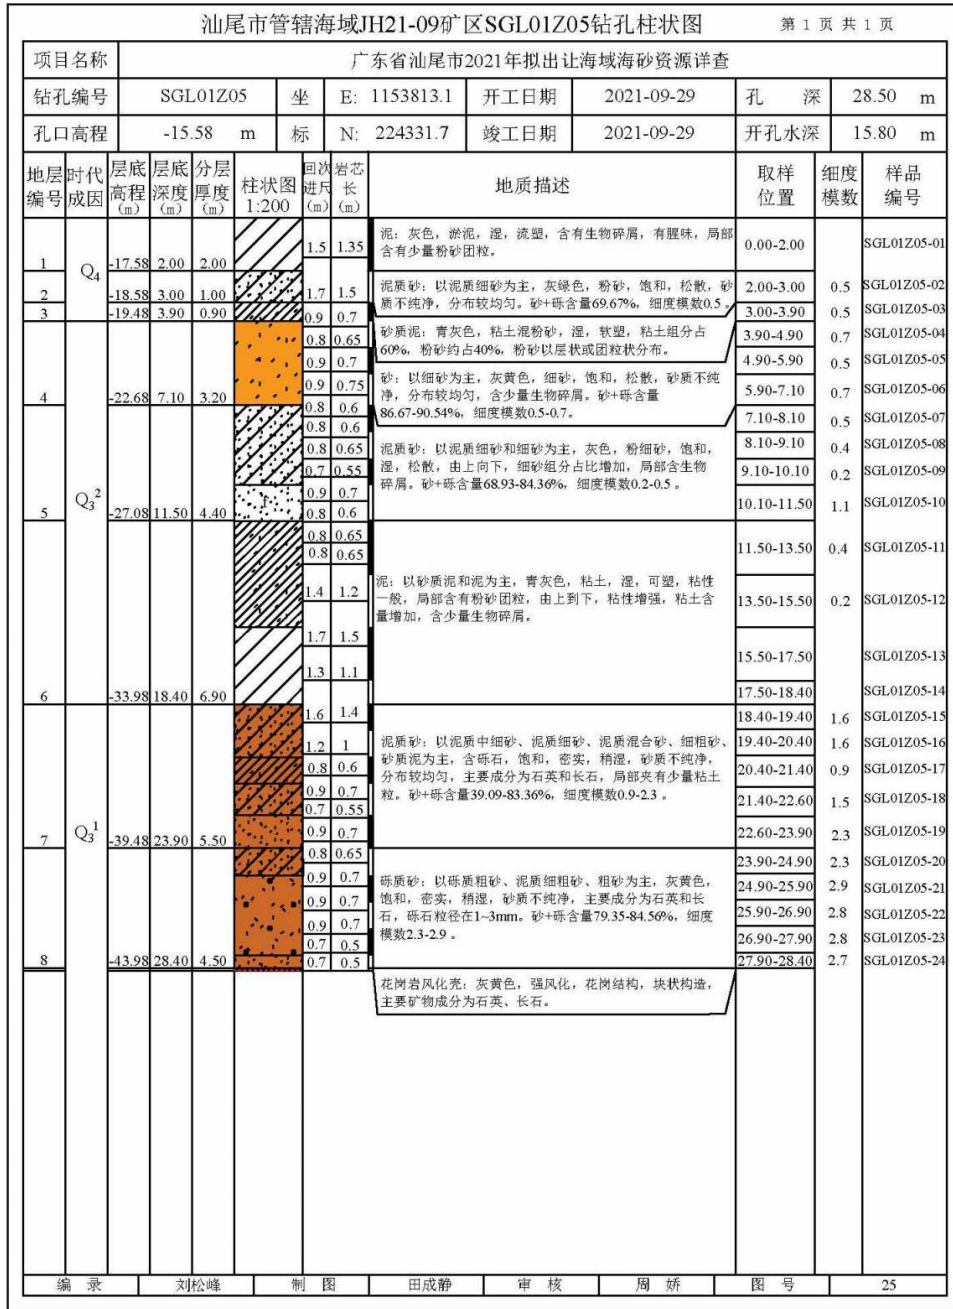 汕尾市管辖海域JH21-09矿区SGL01Z05钻孔柱状图 第 1 页 共 1 页
项目名称 广东省汕尾市2021年拟出让海域海砂资源详查
钻孔编号 SGL01Z05 坐 E: 1153813.1 开工日期 2021-09-29 孔 深 28.50 m
孔口高程 -15.58 m 标 N: 224331.7 竣工日期 2021-09-29 开孔水深 15.80 m
地层编号 时代成因 层底高程(m) 层底深度(m) 分层厚度(m) 柱状图1:200 回次进尺(m) 岩芯长(m) 地质描述 取样位置 细度模数 样品编号
1 Q4 -17.58 2.00 2.00
2 -18.58 3.00 1.00
3 -19.48 3.90 0.90
4 -22.68 7.10 3.20
5 Q3² -27.08 11.50 4.40
6 -33.98 18.40 6.90
7 Q3¹ -39.48 23.90 5.50
8 -43.98 28.40 4.50
1.5 1.35
1.7 1.5
0.9 0.7
0.8 0.65
0.9 0.7
0.9 0.75
0.8 0.6
0.8 0.6
0.8 0.65
0.7 0.55
0.9 0.7
0.8 0.6
0.8 0.65
0.8 0.65
1.4 1.2
1.7 1.5
1.3 1.1
1.6 1.4
1.2 1
0.8 0.6
0.9 0.7
0.7 0.55
0.9 0.7
0.8 0.65
0.9 0.7
0.9 0.7
0.9 0.7
0.7 0.5
0.7 0.5
泥：灰色，淤泥，湿，流塑，含有生物碎屑，有腥味，局部
含有少量粉砂团粒。
泥质砂：以泥质细砂为主，灰绿色，粉砂，饱和，松散，砂
质不纯净，分布较均匀。砂+砾含量69.67%，细度模数0.5。
砂质泥：青灰色，粘土混粉砂，湿，软塑，粘土组分占
60%，粉砂约占40%，粉砂以层状或团粒状分布。
砂：以细砂为主，灰黄色，细砂，饱和，松散，砂质不纯
净，分布较均匀，含少量生物碎屑。砂+砾含量
86.67-90.54%，细度模数0.5-0.7。
泥质砂：以泥质细砂和细砂为主，灰色，粉细砂，饱和，
湿，松散，由上向下，细砂组分占比增加，局部含生物
碎屑。砂+砾含量68.93-84.36%，细度模数0.2-0.5。
泥：以砂质泥和泥为主，青灰色，粘土，湿，可塑，粘性
一般，局部含有粉砂团粒，由上到下，粘性增强，粘土含
量增加，含少量生物碎屑。
泥质砂：以泥质中细砂、泥质细砂、泥质混合砂、细粗砂、
砂质泥为主，含砾石，饱和，密实，稍湿，砂质不纯净，
分布较均匀，主要成分为石英和长石，局部夹有少量粘土
粒。砂+砾含量39.09-83.36%，细度模数0.9-2.3。
砾质砂：以砾质粗砂、泥质细粗砂、粗砂为主，灰黄色，
饱和，密实，稍湿，砂质不纯净，主要成分为石英和长
石，砾石粒径在1~3mm。砂+砾含量79.35-84.56%，细度
模数2.3-2.9。
花岗岩风化壳：灰黄色，强风化，花岗结构，块状构造，
主要矿物成分为石英、长石。
0.00-2.00 SGL01Z05-01
2.00-3.00 0.5 SGL01Z05-02
3.00-3.90 0.5 SGL01Z05-03
3.90-4.90 0.7 SGL01Z05-04
4.90-5.90 0.5 SGL01Z05-05
5.90-7.10 0.7 SGL01Z05-06
7.10-8.10 0.5 SGL01Z05-07
8.10-9.10 0.4 SGL01Z05-08
9.10-10.10 0.2 SGL01Z05-09
10.10-11.50 1.1 SGL01Z05-10
11.50-13.50 0.4 SGL01Z05-11
13.50-15.50 0.2 SGL01Z05-12
15.50-17.50 SGL01Z05-13
17.50-18.40 SGL01Z05-14
18.40-19.40 1.6 SGL01Z05-15
19.40-20.40 1.6 SGL01Z05-16
20.40-21.40 0.9 SGL01Z05-17
21.40-22.60 1.5 SGL01Z05-18
22.60-23.90 2.3 SGL01Z05-19
23.90-24.90 2.3 SGL01Z05-20
24.90-25.90 2.9 SGL01Z05-21
25.90-26.90 2.8 SGL01Z05-22
26.90-27.90 2.8 SGL01Z05-23
27.90-28.40 2.7 SGL01Z05-24
编 录 刘松峰 制 图 田成静 审 核 周 娇 图 号 25